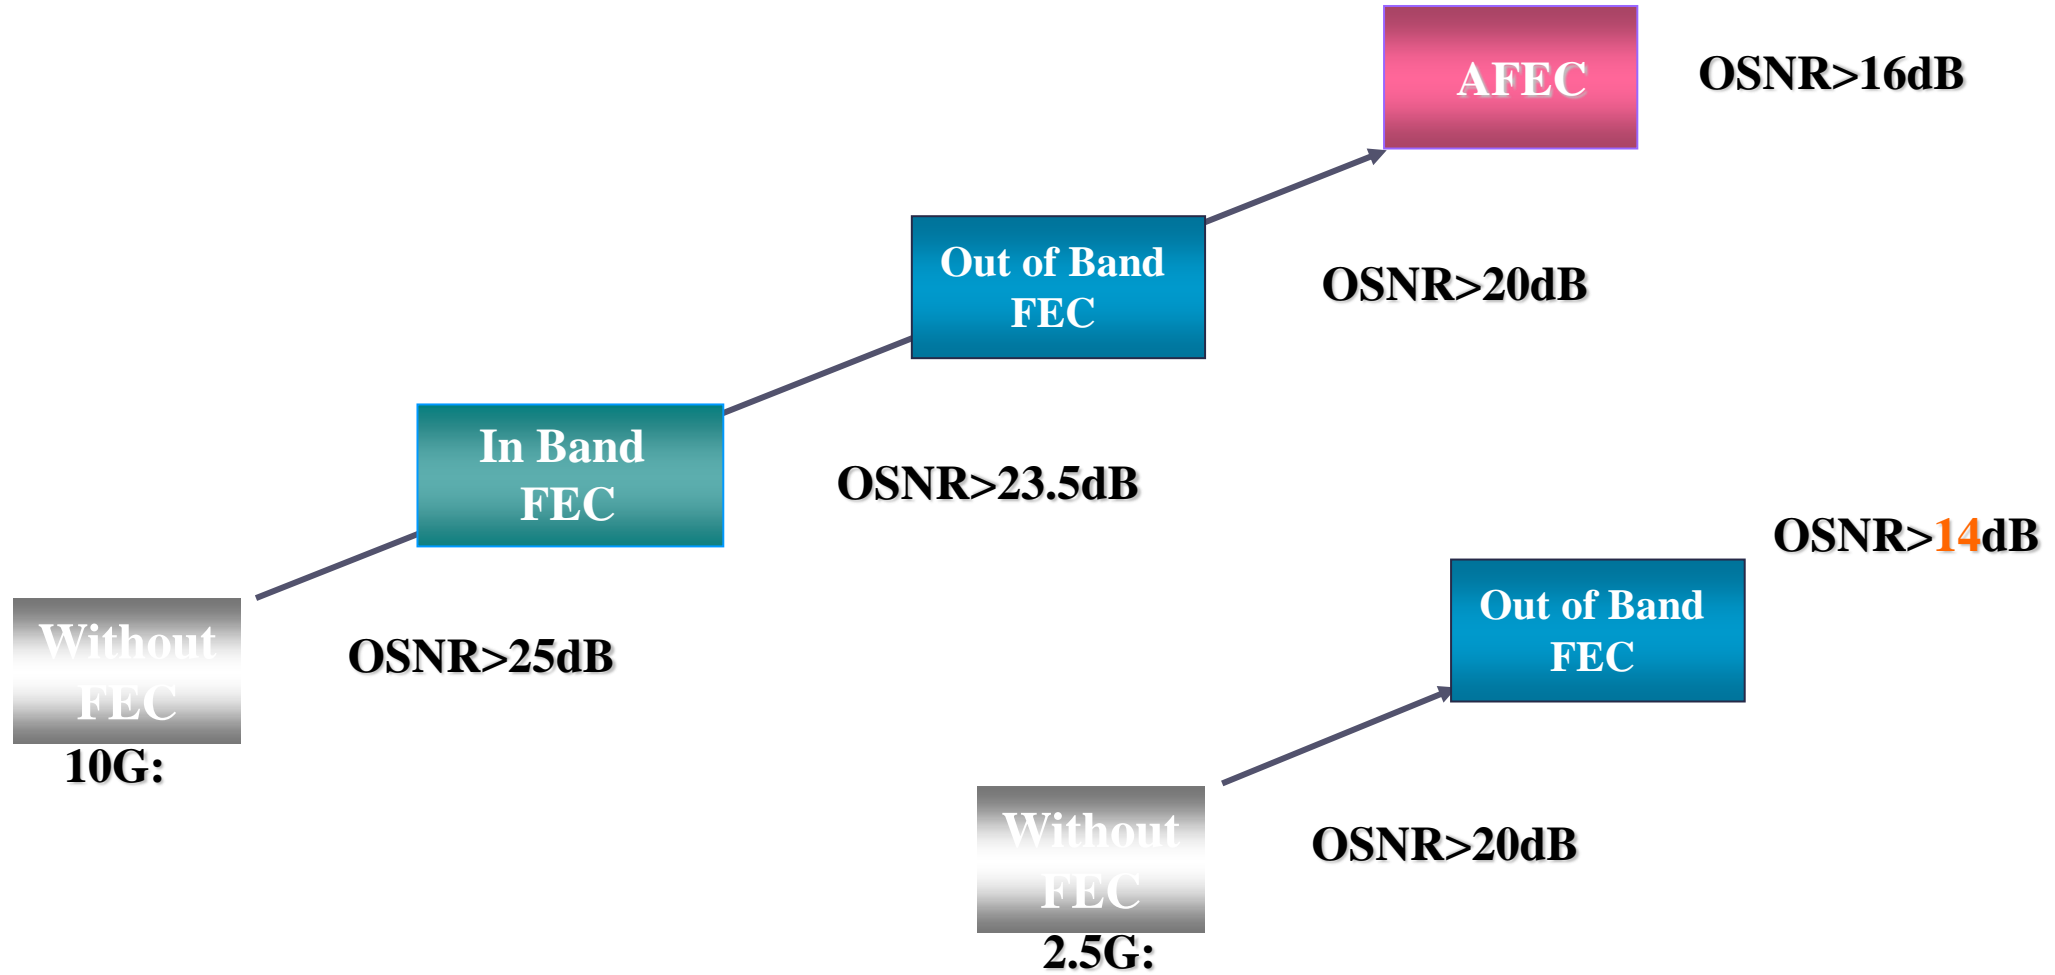 AFEC
OSNR>16dB
Out of Band
FEC
OSNR>20dB
In Band
FEC
OSNR>23.5dB
Without
FEC
10G:
OSNR>25dB
OSNR>14dB
Out of Band
FEC
Without
FEC
2.5G:
OSNR>20dB